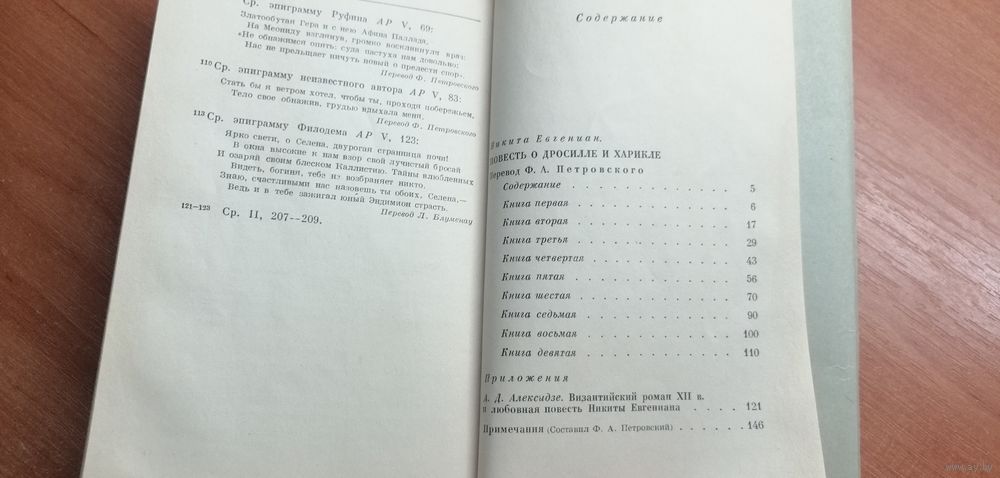 Ср. эпиграмму Руфина AP V, 69:
Златообутая Гера и с нею Афина Паллада,
На Меониду взглянув, громко воскликнули враз:
«Не обнажимся опять: суда пастуха нам довольно;
Нас не прельщает ничуть новый о прелести спор».
Перевод Ф. Петровского
110 Ср. эпиграмму неизвестного автора AP V, 83:
Стать бы я ветром хотел, чтобы ты, проходя побережьем,
Тело свое обнажив, грудью вдыхала меня.
Перевод Ф. Петровского
113 Ср. эпиграмму Филодема AP V, 123:
Ярко свети, о Селена, двурогая странница ночи!
В окна высокие к нам взор свой лучистый бросай
И озаряй своим блеском Каллистию. Тайны влюбленных
Видеть, богиня, тебе не возбраняет никто.
Знаю, счастливыми нас назовешь ты обоих, Селена,—
Ведь и в тебе зажигал юный Эндимион страсть.
Перевод Л. Блуменау
121—123 Ср. II, 207—209.
Содержание
Никита Евгениан.
ПОВЕСТЬ О ДРОСИЛЛЕ И ХАРИКЛЕ
Перевод Ф. А. Петровского
Содержание . . . . . . . . . . . . 5
Книга первая . . . . . . . . . . . 6
Книга вторая . . . . . . . . . . . 17
Книга третья . . . . . . . . . . . 29
Книга четвертая . . . . . . . . . . 43
Книга пятая . . . . . . . . . . . 56
Книга шестая . . . . . . . . . . . 70
Книга седьмая . . . . . . . . . . . 90
Книга восьмая . . . . . . . . . . . 100
Книга девятая . . . . . . . . . . . 110
Приложения
А. Д. Алексидзе. Византийский роман XII в.
и любовная повесть Никиты Евгениана . . . . 121
Примечания (Составил Ф. А. Петровский) . . . . . . 146
www.ay.by